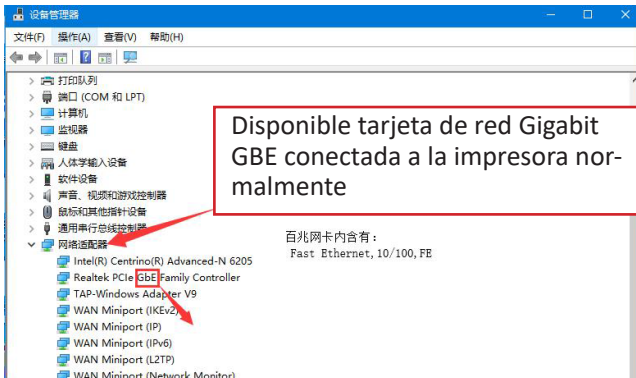 设备管理器
文件(F) 操作(A) 查看(V) 帮助(H)
打印队列
端口 (COM 和 LPT)
计算机
监视器
键盘
人体学输入设备
软件设备
声音、视频和游戏控制器
鼠标和其他指针设备
通用串行总线控制器
网络适配器
Intel(R) Centrino(R) Advanced-N 6205
Realtek PCIe GbE Family Controller
TAP-Windows Adapter V9
WAN Miniport (IKEv2)
WAN Miniport (IP)
WAN Miniport (IPv6)
WAN Miniport (L2TP)
WAN Miniport (Network Monitor)
Disponible tarjeta de red Gigabit
GBE conectada a la impresora nor-
malmente
百兆网卡内含有：
Fast Ethernet,10/100,FE